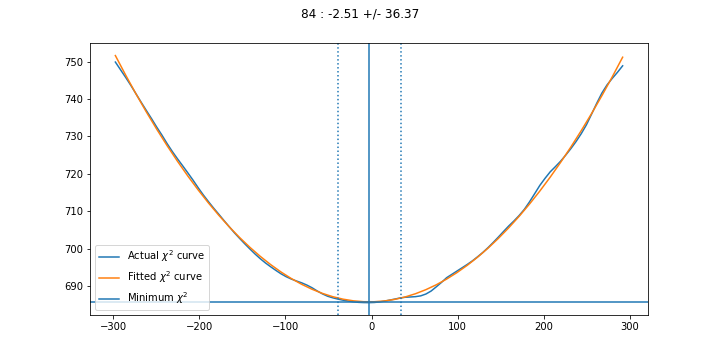 84 : -2.51 +/- 36.37
750
740
730
720
710
700
690
Actual χ² curve
Fitted χ² curve
Minimum χ²
−300 −200 −100 0 100 200 300